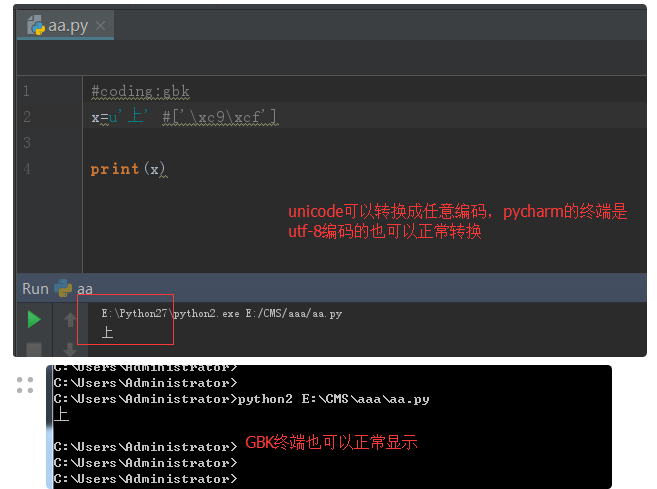 aa.py
1 #coding:gbk
2 x=u'上' #['\xc9\xcf']
3
4 print(x)
unicode可以转换成任意编码，pycharm的终端是
utf-8编码的也可以正常转换
Run aa
E:\Python27\python2.exe E:/CMS/aaa/aa.py
上
C:\Users\Administrator>
C:\Users\Administrator>
C:\Users\Administrator>python2 E:\CMS\aaa\aa.py
上
C:\Users\Administrator>
GBK终端也可以正常显示
C:\Users\Administrator>
C:\Users\Administrator>